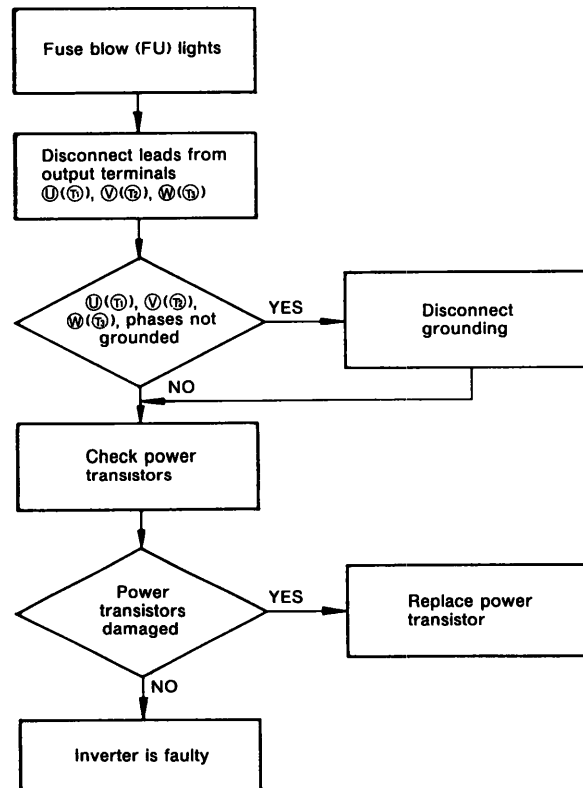 Fuse blow (FU) lights
Disconnect leads from
output terminals
Ⓤ(T1), Ⓥ(T2), Ⓦ(T3)
Ⓤ(T1), Ⓥ(T2),
Ⓦ(T3), phases not
grounded
YES
Disconnect
grounding
NO
Check power
transistors
Power
transistors
damaged
YES
Replace power
transistor
NO
Inverter is faulty